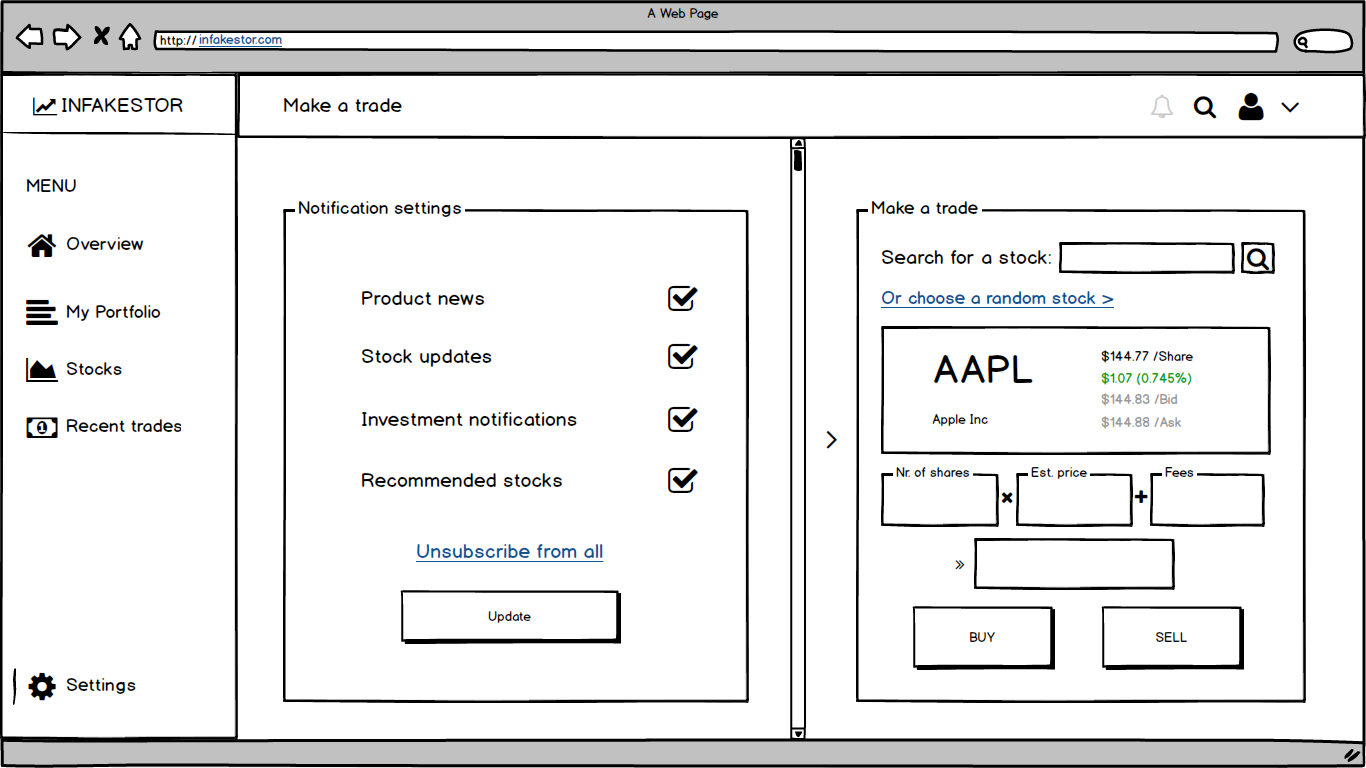 A Web Page
http://infakestor.com
INFAKESTOR
Make a trade
MENU
Overview
My Portfolio
Stocks
Recent trades
Settings
Notification settings
Product news
Stock updates
Investment notifications
Recommended stocks
Unsubscribe from all
Update
Make a trade
Search for a stock:
Or choose a random stock >
AAPL
Apple Inc
$144.77 /Share
$1.07 (0.745%)
$144.83 /Bid
$144.88 /Ask
Nr. of shares
Est. price
Fees
BUY
SELL